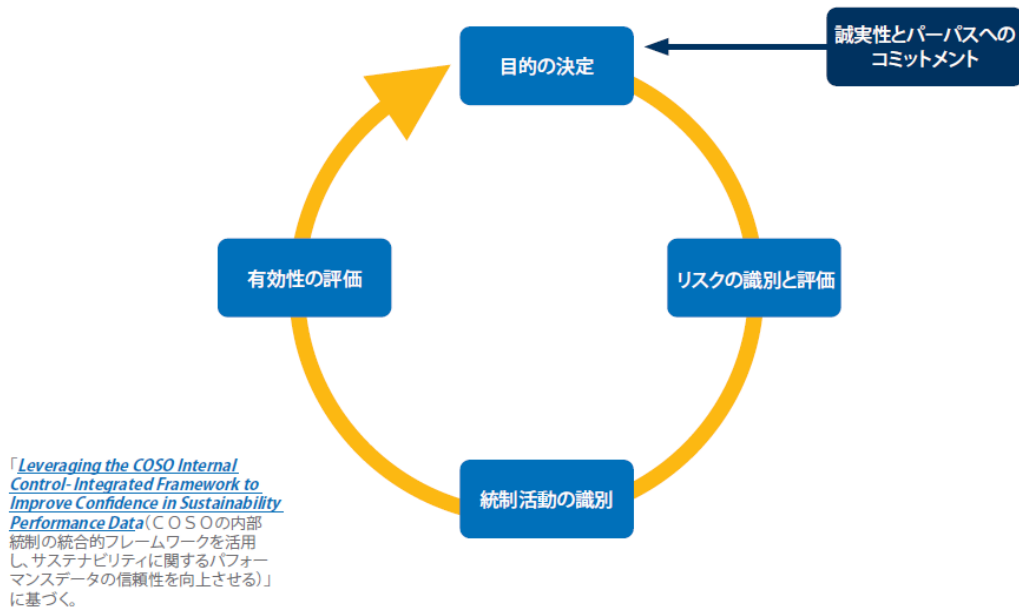 誠実性とパーパスへの
コミットメント
目的の決定
リスクの識別と評価
統制活動の識別
有効性の評価
「Leveraging the COSO Internal
Control- Integrated Framework to
Improve Confidence in Sustainability
Performance Data(ＣＯＳＯの内部
統制の統合的フレームワークを活用
し、サステナビリティに関するパフォー
マンスデータの信頼性を向上させる)」
に基づく。